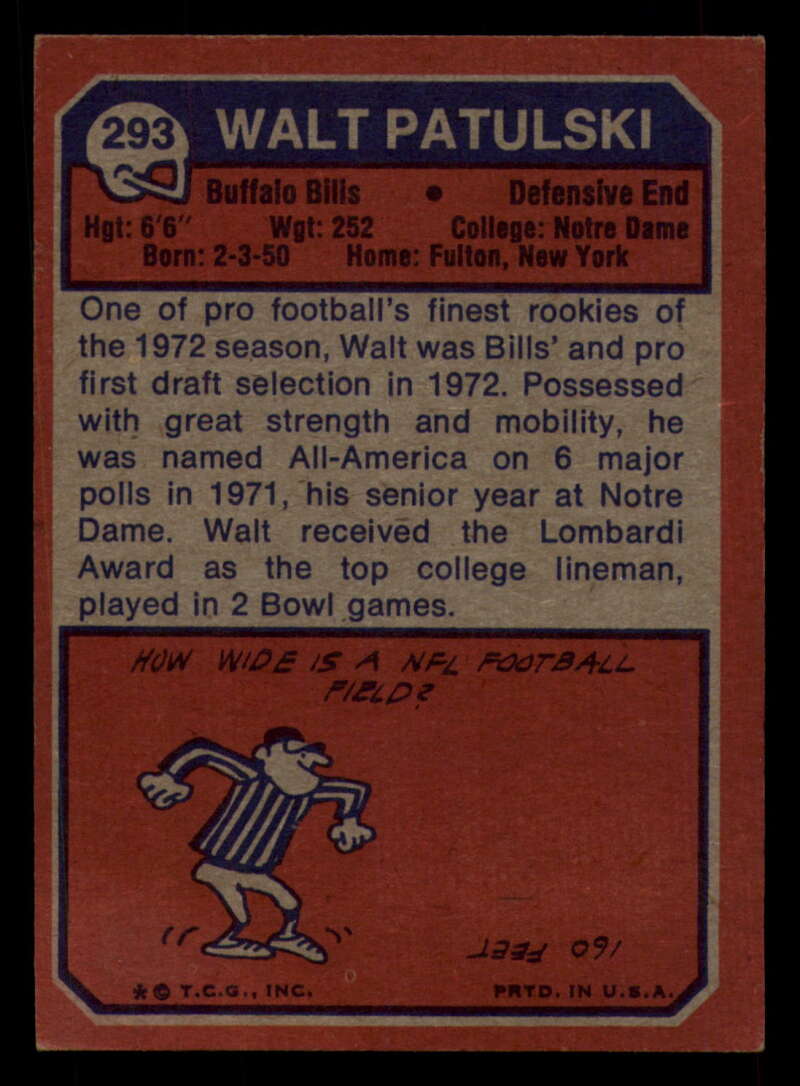 293 WALT PATULSKI
Buffalo Bills • Defensive End
Hgt: 6'6" Wgt: 252 College: Notre Dame
Born: 2-3-50 Home: Fulton, New York
One of pro football's finest rookies of
the 1972 season, Walt was Bills' and pro
first draft selection in 1972. Possessed
with great strength and mobility, he
was named All-America on 6 major
polls in 1971, his senior year at Notre
Dame. Walt received the Lombardi
Award as the top college lineman,
played in 2 Bowl games.
HOW WIDE IS A NFL FOOTBALL
FIELD?
160 FEET
* © T.C.G., INC. PRTD. IN U.S.A.